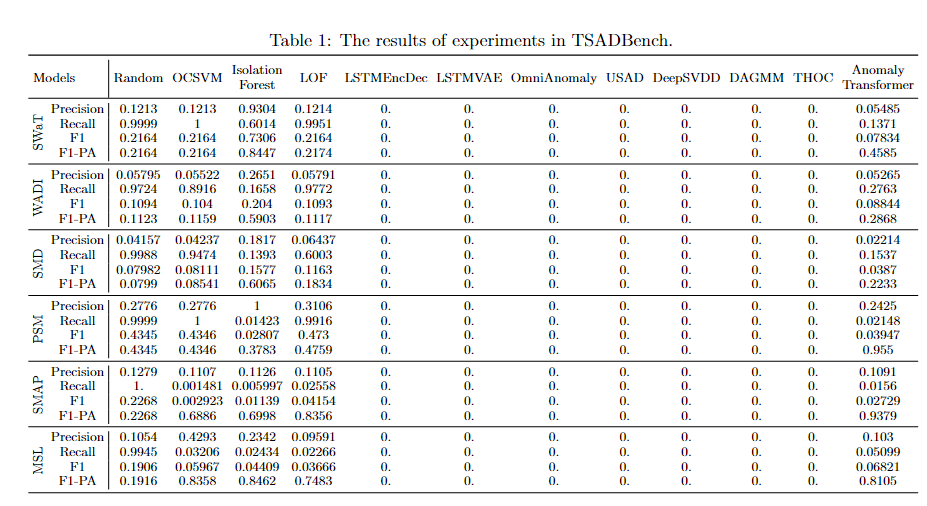 Table 1: The results of experiments in TSADBench.
Models Random OCSVM Isolation Forest LOF LSTMEncDec LSTMVAE OmniAnomaly USAD DeepSVDD DAGMM THOC Anomaly Transformer
SWaT
Precision 0.1213 0.1213 0.9304 0.1214 0. 0. 0. 0. 0. 0. 0. 0.05485
Recall 0.9999 1 0.6014 0.9951 0. 0. 0. 0. 0. 0. 0. 0.1371
F1 0.2164 0.2164 0.7306 0.2164 0. 0. 0. 0. 0. 0. 0. 0.07834
F1-PA 0.2164 0.2164 0.8447 0.2174 0. 0. 0. 0. 0. 0. 0. 0.4585
WADI
Precision 0.05795 0.05522 0.2651 0.05791 0. 0. 0. 0. 0. 0. 0. 0.05265
Recall 0.9724 0.8916 0.1658 0.9772 0. 0. 0. 0. 0. 0. 0. 0.2763
F1 0.1094 0.104 0.204 0.1093 0. 0. 0. 0. 0. 0. 0. 0.08844
F1-PA 0.1123 0.1159 0.5903 0.1117 0. 0. 0. 0. 0. 0. 0. 0.2868
SMD
Precision 0.04157 0.04237 0.1817 0.06437 0. 0. 0. 0. 0. 0. 0. 0.02214
Recall 0.9988 0.9474 0.1393 0.6003 0. 0. 0. 0. 0. 0. 0. 0.1537
F1 0.07982 0.08111 0.1577 0.1163 0. 0. 0. 0. 0. 0. 0. 0.0387
F1-PA 0.0799 0.08541 0.6065 0.1834 0. 0. 0. 0. 0. 0. 0. 0.2233
PSM
Precision 0.2776 0.2776 1 0.3106 0. 0. 0. 0. 0. 0. 0. 0.2425
Recall 0.9999 1 0.01423 0.9916 0. 0. 0. 0. 0. 0. 0. 0.02148
F1 0.4345 0.4346 0.02807 0.473 0. 0. 0. 0. 0. 0. 0. 0.03947
F1-PA 0.4345 0.4346 0.3783 0.4759 0. 0. 0. 0. 0. 0. 0. 0.955
SMAP
Precision 0.1279 0.1107 0.1126 0.1105 0. 0. 0. 0. 0. 0. 0. 0.1091
Recall 1. 0.001481 0.005997 0.02558 0. 0. 0. 0. 0. 0. 0. 0.0156
F1 0.2268 0.002923 0.01139 0.04154 0. 0. 0. 0. 0. 0. 0. 0.02729
F1-PA 0.2268 0.6886 0.6998 0.8356 0. 0. 0. 0. 0. 0. 0. 0.9379
MSL
Precision 0.1054 0.4293 0.2342 0.09591 0. 0. 0. 0. 0. 0. 0. 0.103
Recall 0.9945 0.03206 0.02434 0.02266 0. 0. 0. 0. 0. 0. 0. 0.05099
F1 0.1906 0.05967 0.04409 0.03666 0. 0. 0. 0. 0. 0. 0. 0.06821
F1-PA 0.1916 0.8358 0.8462 0.7483 0. 0. 0. 0. 0. 0. 0. 0.8105